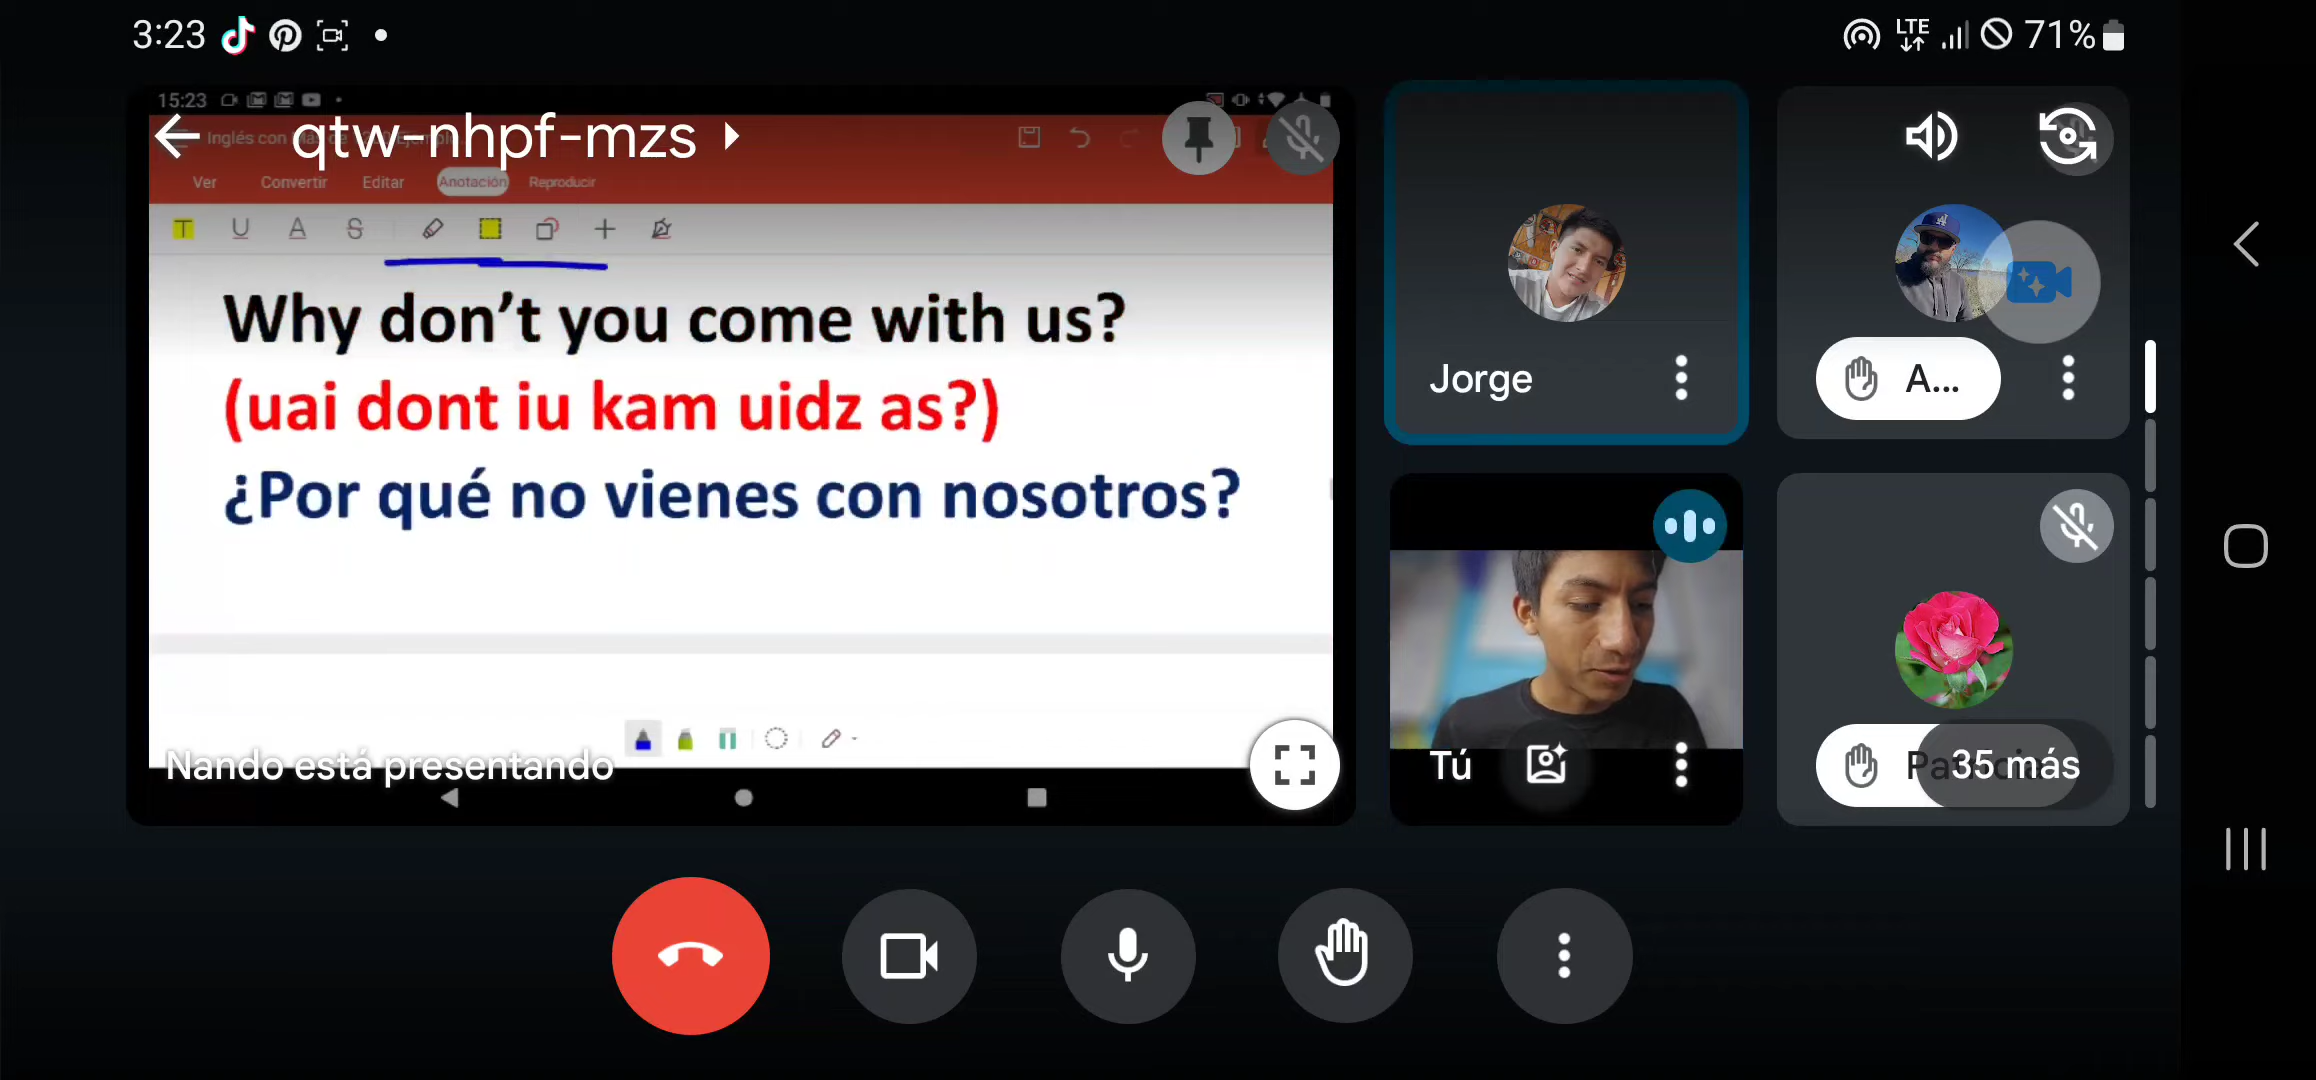 3:23
LTE
71%
15:23
Inglés con
qtw-nhpf-mzs
Ver Convertir Editar Anotación Reproducir
T U A S
Why don't you come with us?
(uai dont iu kam uidz as?)
¿Por qué no vienes con nosotros?
Nando está presentando
Jorge
A...
Tú
35 más